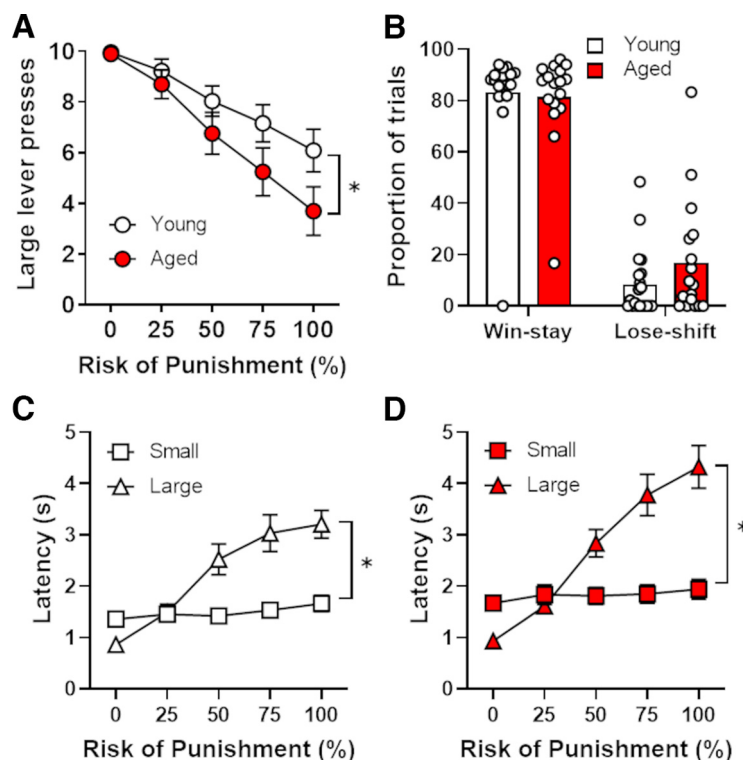 A
Large lever presses
10
8
6
4
2
0
Young
Aged
*
0 25 50 75 100
Risk of Punishment (%)
B
Proportion of trials
100
80
60
40
20
0
Young
Aged
Win-stay Lose-shift
C
Latency (s)
5
4
3
2
1
0
Small
Large
*
0 25 50 75 100
Risk of Punishment (%)
D
Latency (s)
5
4
3
2
1
0
Small
Large
*
0 25 50 75 100
Risk of Punishment (%)